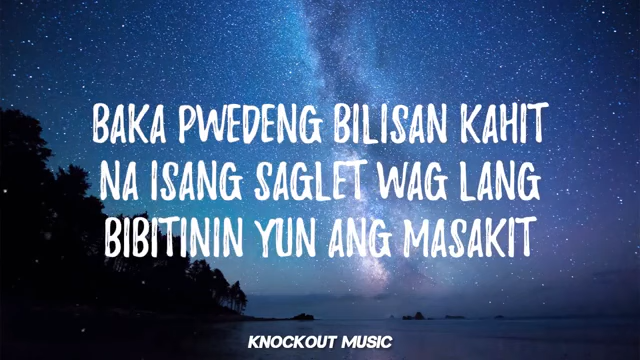 BAKA PWEDENG BILISAN KAHIT
NA ISANG SAGLET WAG LANG
BIBITININ YUN ANG MASAKIT
KNOCKOUT MUSIC